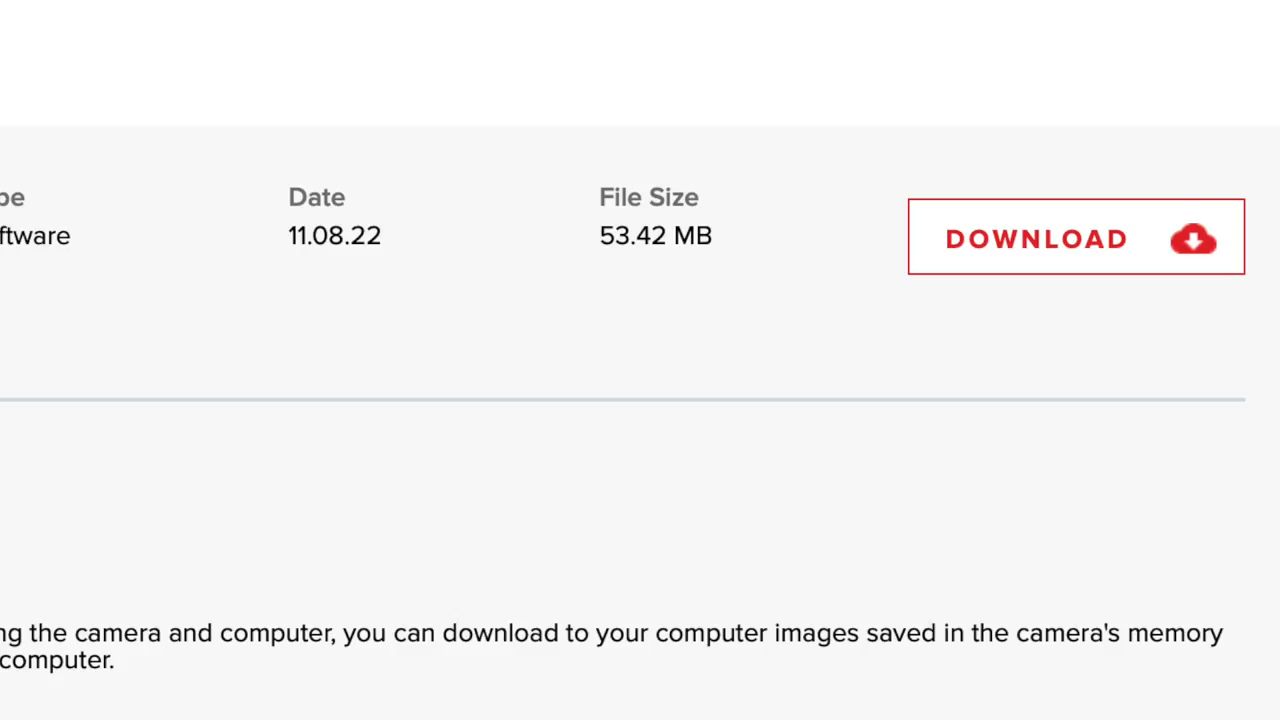 pe Date File Size
ftware 11.08.22 53.42 MB DOWNLOAD
ng the camera and computer, you can download to your computer images saved in the camera's memory
computer.